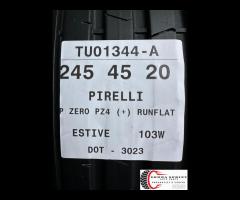 TU01344-A
245 45 20
PIRELLI
P ZERO PZ4 (+) RUNFLAT
ESTIVE 103W
DOT - 3023